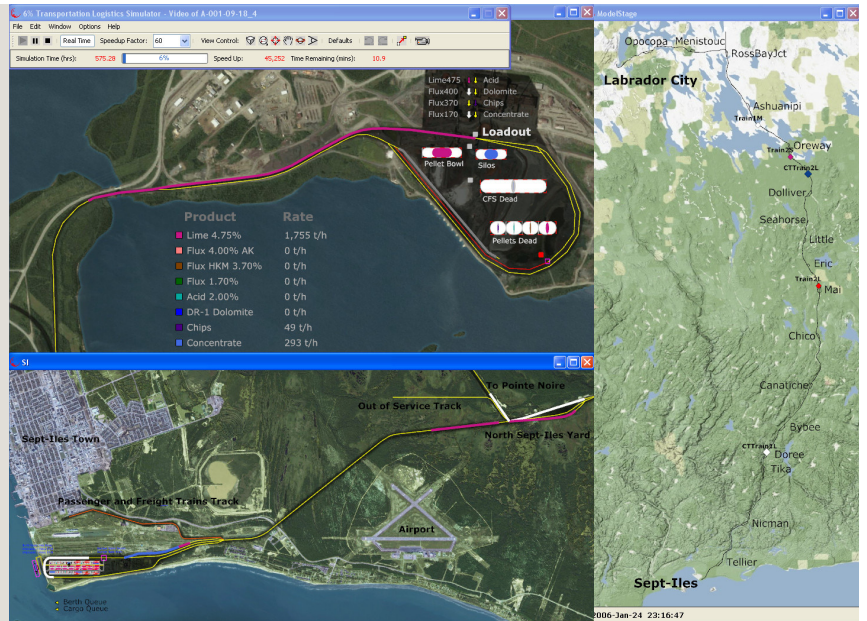 6% Transportation Logistics Simulator - Video of A-001-09-18_4
File Edit Window Options Help
Real Time Speedup Factor: 60 View Control: Defaults
Simulation Time (hrs): 575.28 6% Speed Up: 45,252 Time Remaining (mins): 10.9
Lime475 Acid
Flux400 Dolomite
Flux370 Chips
Flux170 Concentrate
Loadout
Pellet Bowl
Silos
CFS Dead
Pellets Dead
Product Rate
Lime 4.75% 1,755 t/h
Flux 4.00% AK 0 t/h
Flux HKM 3.70% 0 t/h
Flux 1.70% 0 t/h
Acid 2.00% 0 t/h
DR-1 Dolomite 0 t/h
Chips 49 t/h
Concentrate 293 t/h
SI
To Pointe Noire
Out of Service Track
North Sept-Iles Yard
Sept-Iles Town
Passenger and Freight Trains Track
Airport
Berth Queue
Cargo Queue
ModelStage
Opocopa Menistouc
RossBayJct
Labrador City
Ashuanipi
Train1M
Oreway
Train2S
CTTrain2L
Dolliver
Seahorse
Little
Eric
Train2L
Mai
Chico
Canatiche
Bybee
CTTrain1L
Doree
Tika
Nicman
Tellier
Sept-Iles
2006-Jan-24 23:16:47